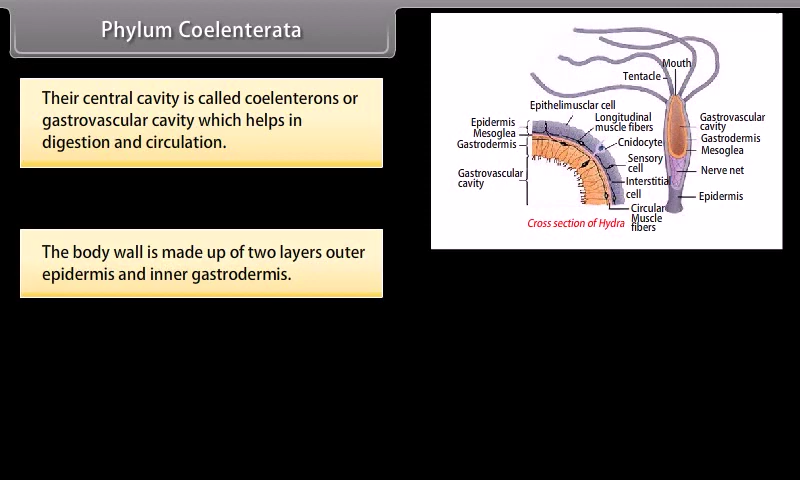 Phylum Coelenterata
Their central cavity is called coelenterons or
gastrovascular cavity which helps in
digestion and circulation.
The body wall is made up of two layers outer
epidermis and inner gastrodermis.
Mouth
Tentacle
Epithelimusclar cell
Epidermis
Mesoglea
Gastrodermis
Gastrovascular
cavity
Longitudinal
muscle fibers
Cnidocyte
Sensory
cell
Interstitial
cell
Circular
Muscle
fibers
Cross section of Hydra
Gastrovascular
cavity
Gastrodermis
Mesoglea
Nerve net
Epidermis